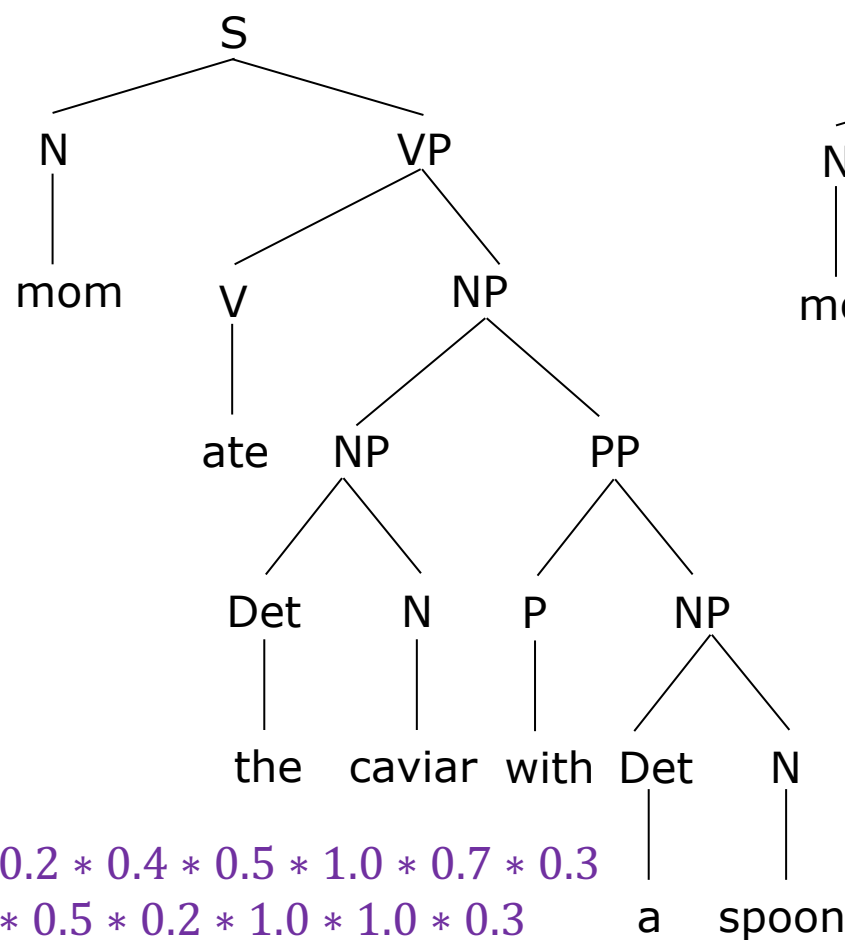 S
N VP
mom V NP
ate NP PP
Det N P NP
the caviar with Det N
0.2 ∗ 0.4 ∗ 0.5 ∗ 1.0 ∗ 0.7 ∗ 0.3
∗ 0.5 ∗ 0.2 ∗ 1.0 ∗ 1.0 ∗ 0.3
a spoon